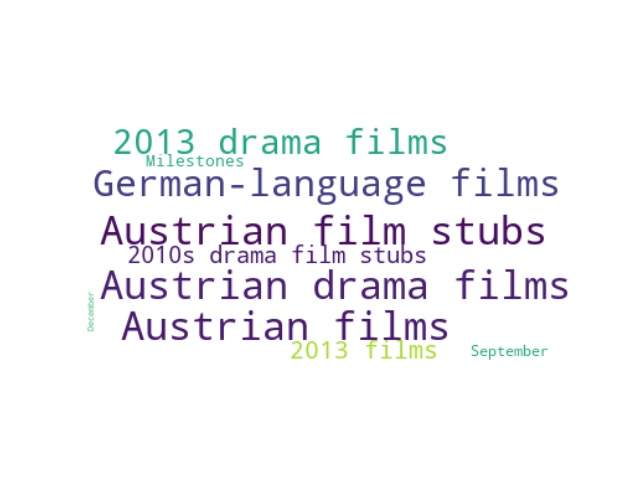 2013 drama films
Milestones
German-language films
Austrian film stubs
2010s drama film stubs
Austrian drama films
December
Austrian films
2013 films
September